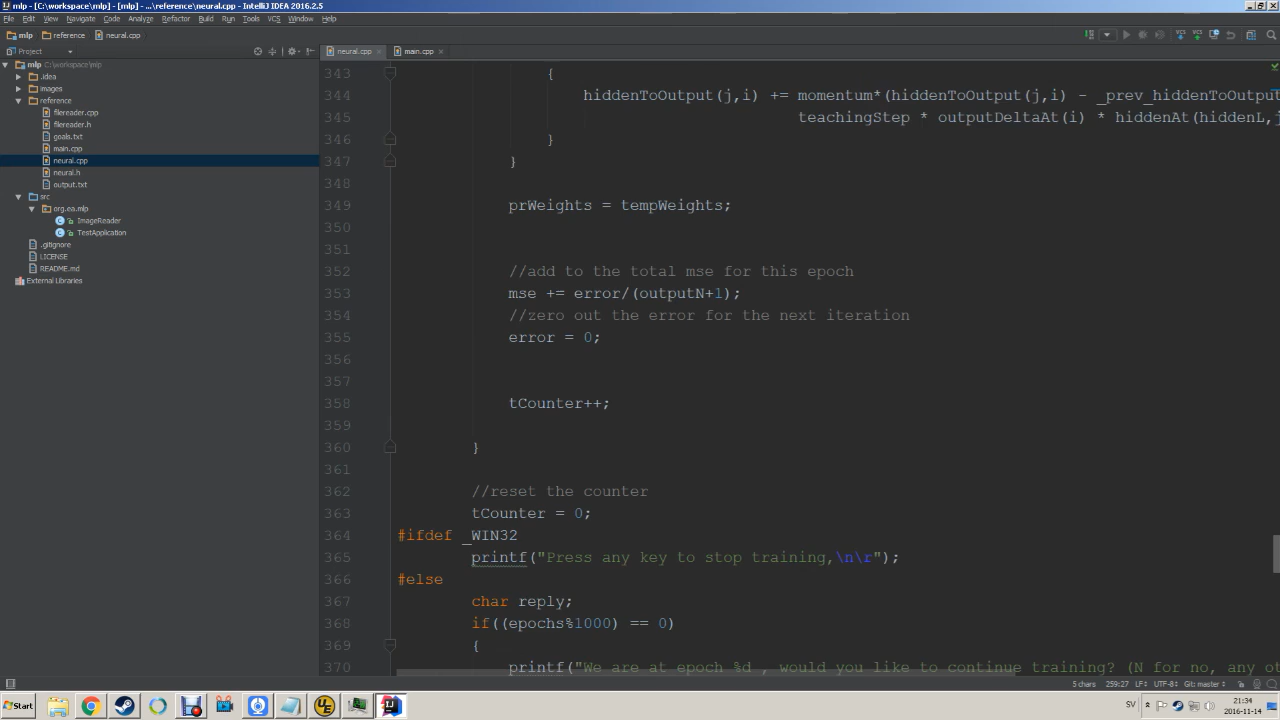 mlp - [C:\workspace\mlp] - [mlp] - ...\reference\neural.cpp - IntelliJ IDEA 2016.2.5
File Edit View Navigate Code Analyze Refactor Build Run Tools VCS Window Help
mlp reference neural.cpp
Project
neural.cpp main.cpp
mlp C:\workspace\mlp
.idea
images
reference
filereader.cpp
filereader.h
goals.txt
main.cpp
neural.cpp
neural.h
output.txt
src
org.ea.mlp
ImageReader
TestApplication
.gitignore
LICENSE
README.md
External Libraries
343 {
344 hiddenToOutput(j,i) += momentum*(hiddenToOutput(j,i) - _prev_hiddenToOutput
345 teachingStep * outputDeltaAt(i) * hiddenAt(hiddenL,j
346 }
347 }
348
349 prWeights = tempWeights;
350
351
352 //add to the total mse for this epoch
353 mse += error/(outputN+1);
354 //zero out the error for the next iteration
355 error = 0;
356
357
358 tCounter++;
359
360 }
361
362 //reset the counter
363 tCounter = 0;
364 #ifdef _WIN32
365 printf("Press any key to stop training,\n\r");
366 #else
367 char reply;
368 if((epochs%1000) == 0)
369 {
370 printf("We are at epoch %d , would you like to continue training? (N for no, any ot
5 chars 259:27 LF÷ UTF-8÷ Git: master÷
Start SV 21:34
2016-11-14